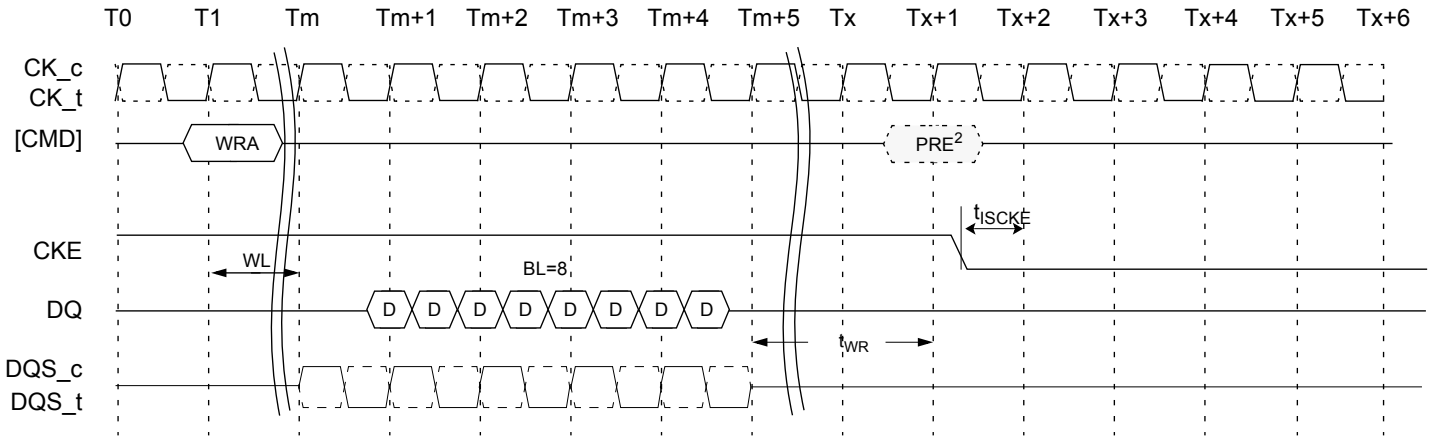 T0 T1 Tm Tm+1 Tm+2 Tm+3 Tm+4 Tm+5 Tx Tx+1 Tx+2 Tx+3 Tx+4 Tx+5 Tx+6
CK_c
CK_t
[CMD] WRA PRE²
tISCKE
CKE
WL BL=8
DQ D D D D D D D D
tWR
DQS_c
DQS_t